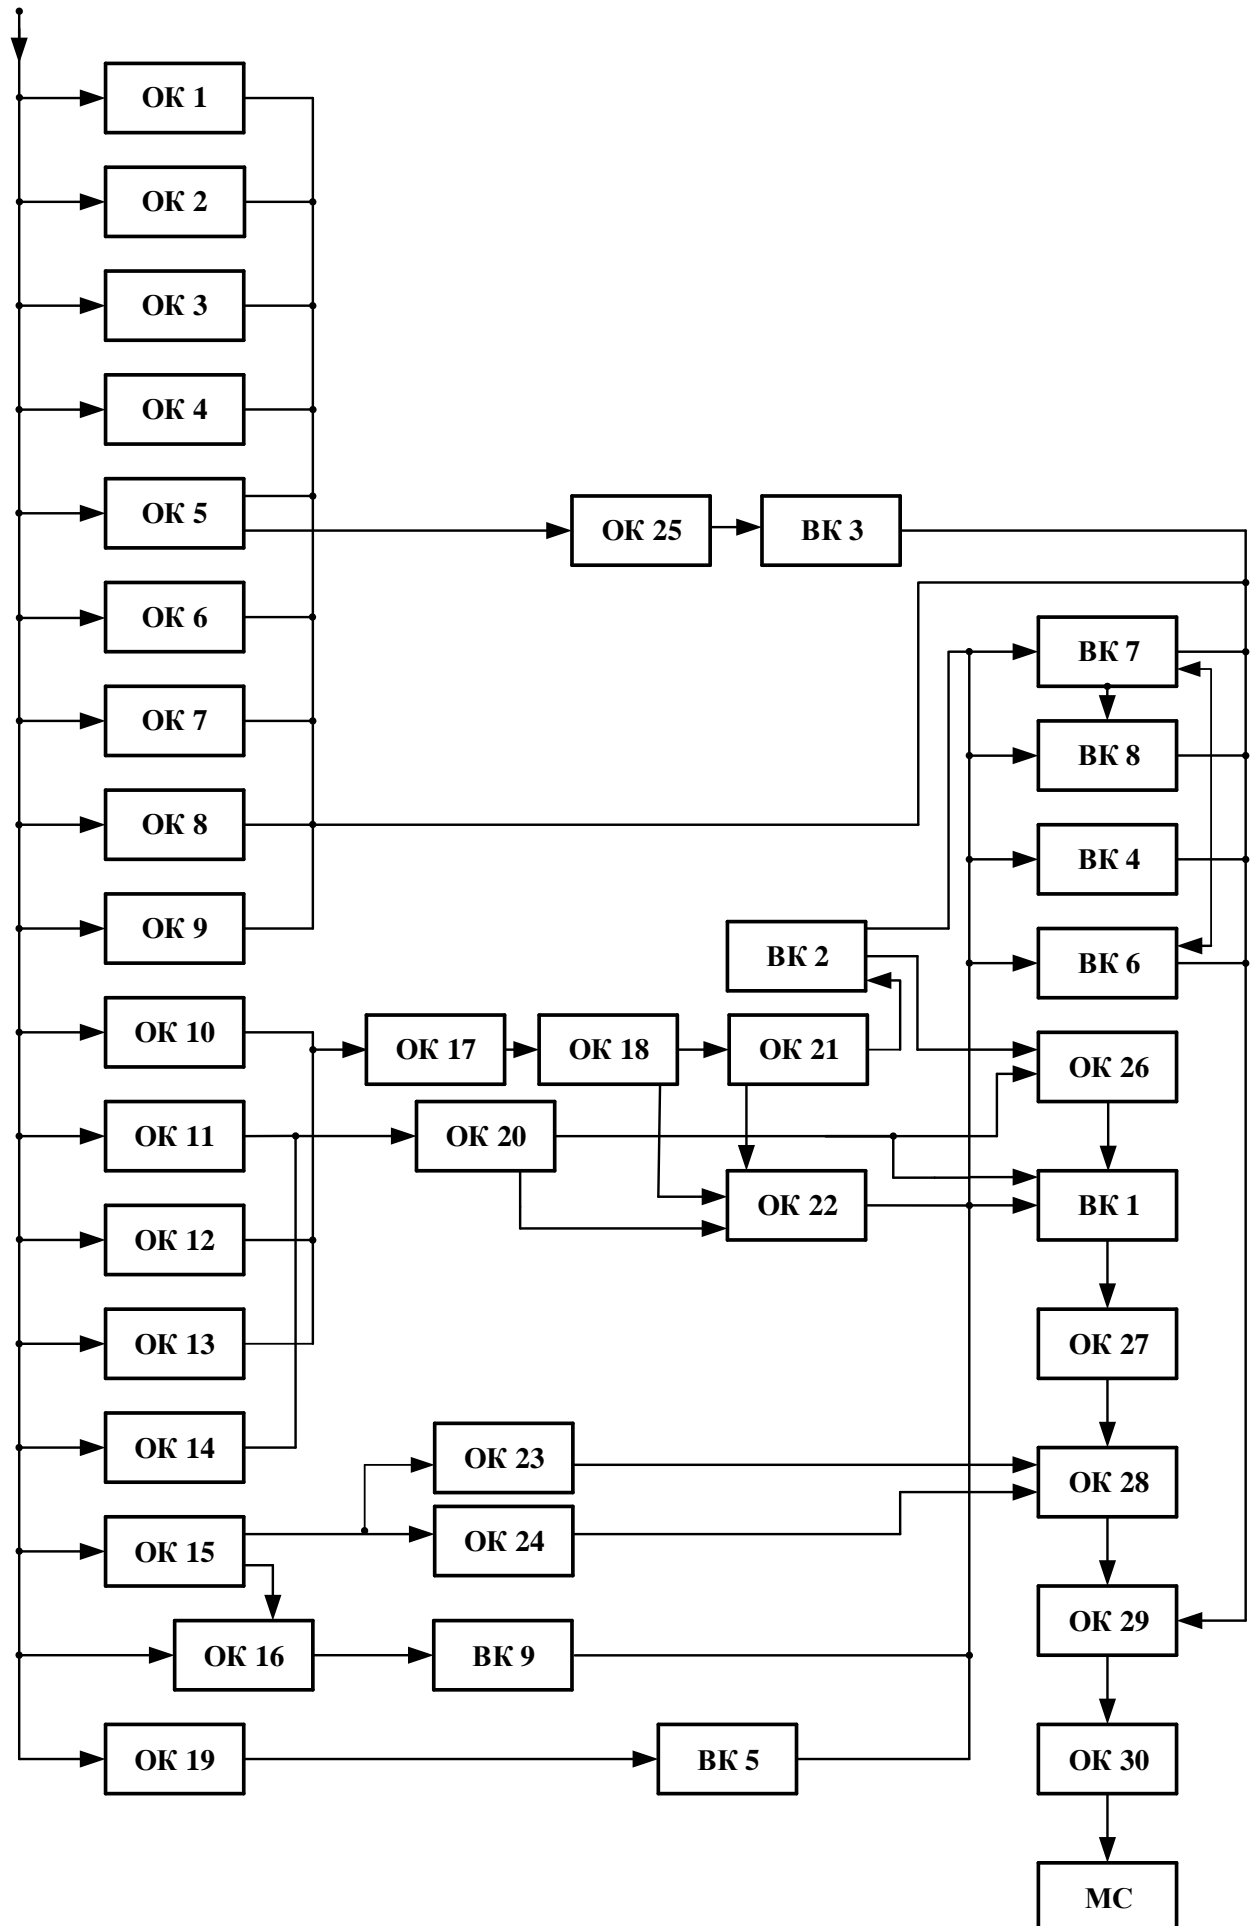 ОК 1
ОК 2
ОК 3
ОК 4
ОК 5
ОК 25
ВК 3
ОК 6
ВК 7
ОК 7
ВК 8
ОК 8
ВК 4
ОК 9
ВК 2
ВК 6
ОК 10
ОК 17
ОК 18
ОК 21
ОК 26
ОК 11
ОК 20
ОК 22
ВК 1
ОК 12
ОК 13
ОК 27
ОК 14
ОК 23
ОК 28
ОК 15
ОК 24
ОК 29
ОК 16
ВК 9
ОК 19
ВК 5
ОК 30
МС